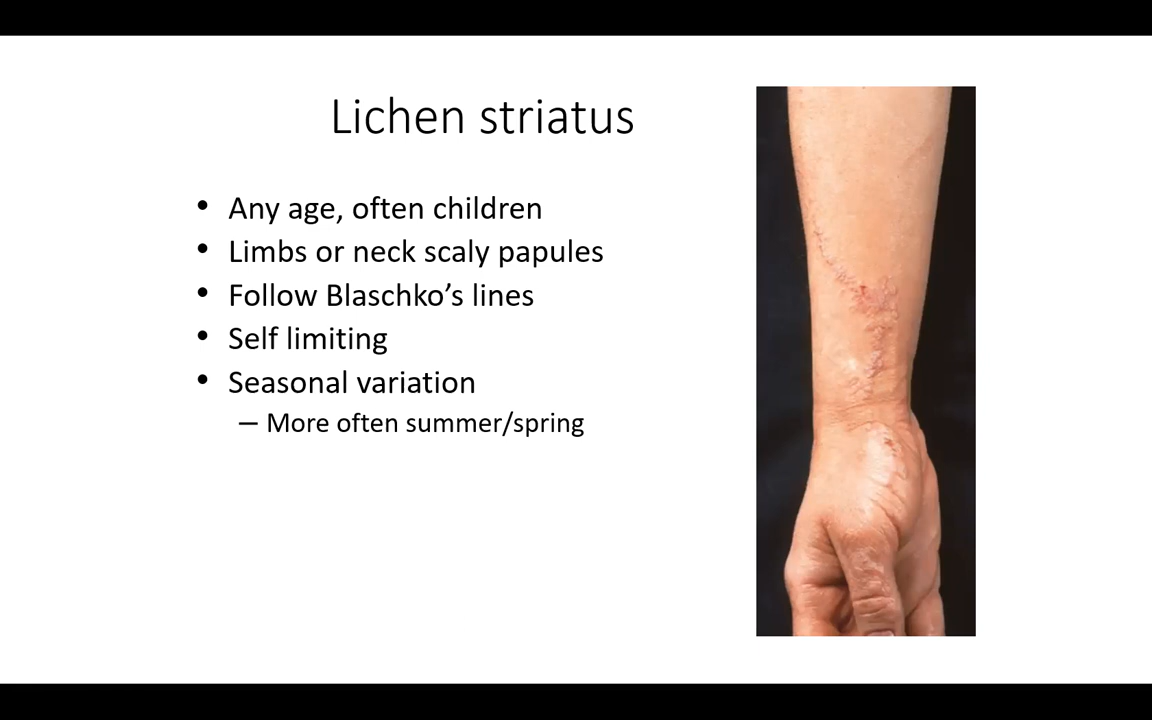 Lichen striatus
• Any age, often children
• Limbs or neck scaly papules
• Follow Blaschko’s lines
• Self limiting
• Seasonal variation
– More often summer/spring